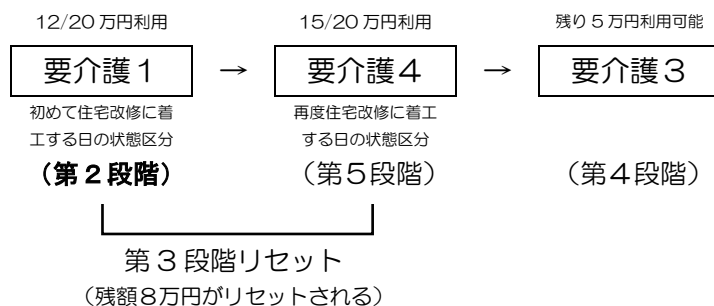 12/20 万円利用
15/20 万円利用
残り 5 万円利用可能
要介護1 → 要介護4 → 要介護3
初めて住宅改修に着
工する日の状態区分
再度住宅改修に着工
する日の状態区分
(第2段階)
(第5段階)
(第4段階)
第3段階リセット
(残額8万円がリセットされる)